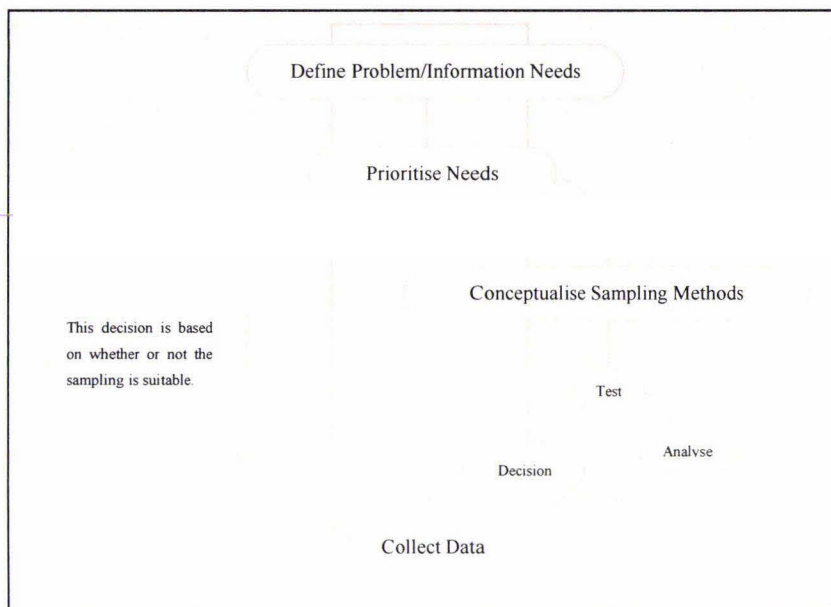 Define Problem/Information Needs
Prioritise Needs
Conceptualise Sampling Methods
This decision is based
on whether or not the
sampling is suitable.
Test
Analyse
Decision
Collect Data